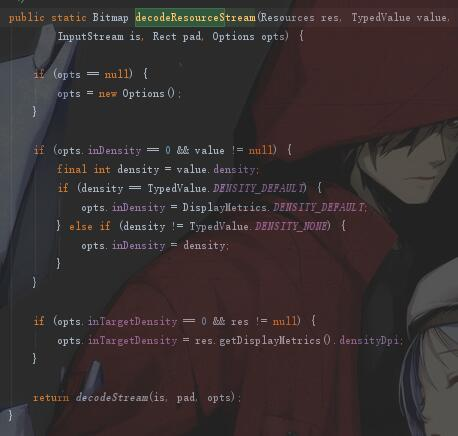 public static Bitmap decodeResourceStream(Resources res, TypedValue value,
InputStream is, Rect pad, Options opts) {
if (opts == null) {
opts = new Options();
}
if (opts.inDensity == 0 && value != null) {
final int density = value.density;
if (density == TypedValue.DENSITY_DEFAULT) {
opts.inDensity = DisplayMetrics.DENSITY_DEFAULT;
} else if (density != TypedValue.DENSITY_NONE) {
opts.inDensity = density;
}
}
if (opts.inTargetDensity == 0 && res != null) {
opts.inTargetDensity = res.getDisplayMetrics().densityDpi;
}
return decodeStream(is, pad, opts);
}